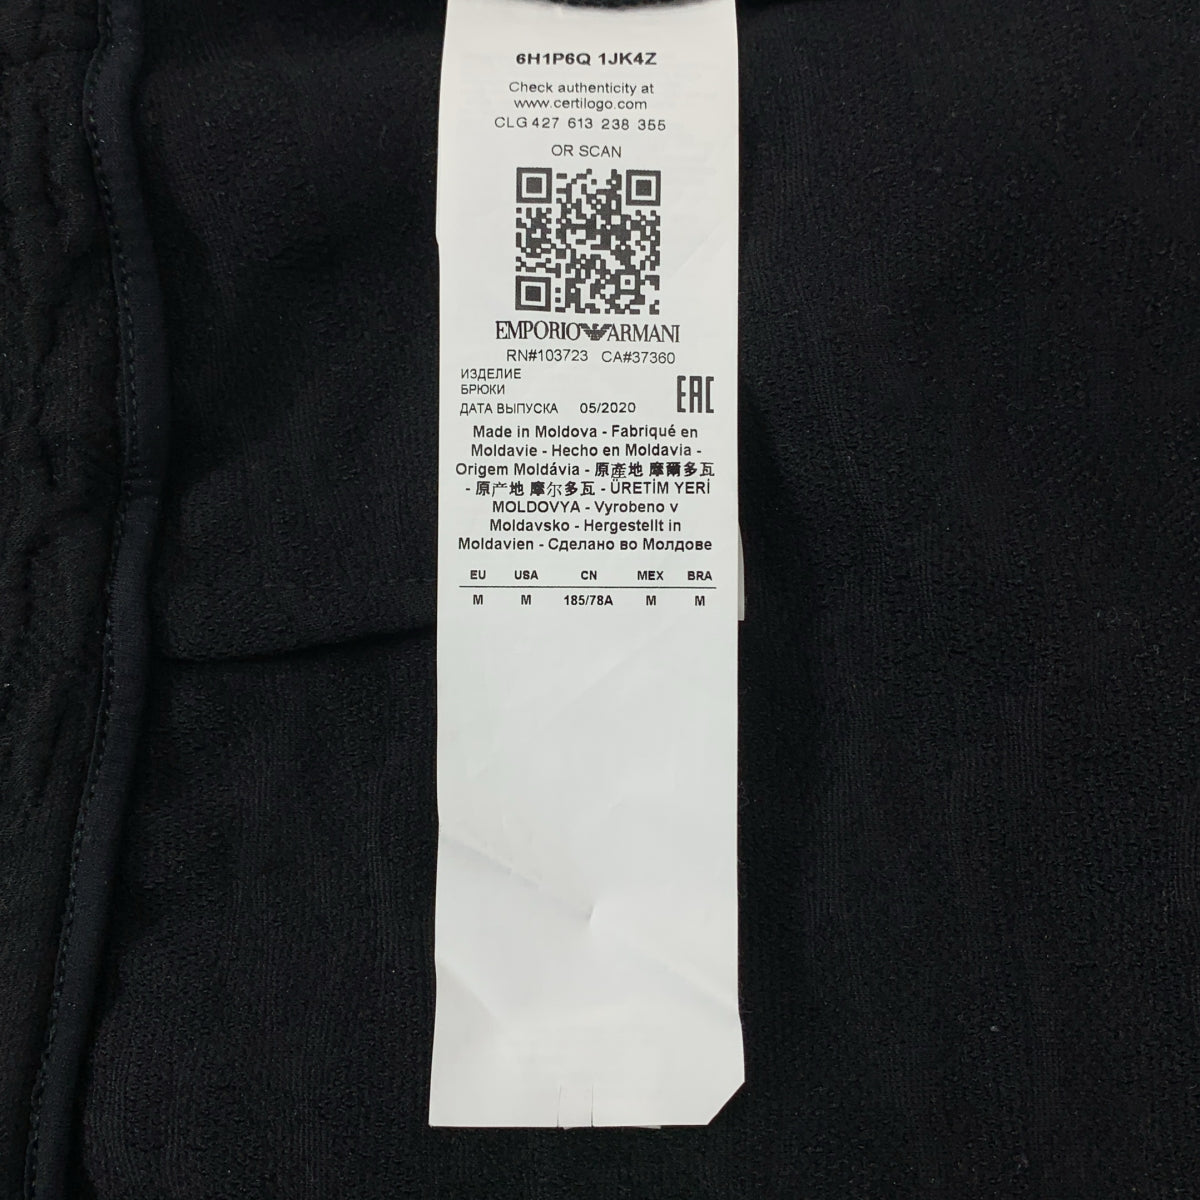 6H1P6Q 1JK4Z
Check authenticity at
www.certilogo.com
CLG 427 613 238 355
OR SCAN
EMPORIO ARMANI
RN#103723 CA#37360
ИЗДЕЛИЕ
БРЮКИ
ДАТА ВЫПУСКА 05/2020
EAC
Made in Moldova - Fabriqué en
Moldavie - Hecho en Moldavia -
Origem Moldávia - 原產地 摩爾多瓦
- 原产地 摩尔多瓦 - ÜRETİM YERİ
MOLDOVYA - Vyrobeno v
Moldavsko - Hergestellt in
Moldavien - Сделано во Молдове
EU USA CN MEX BRA
M M 185/78A M M